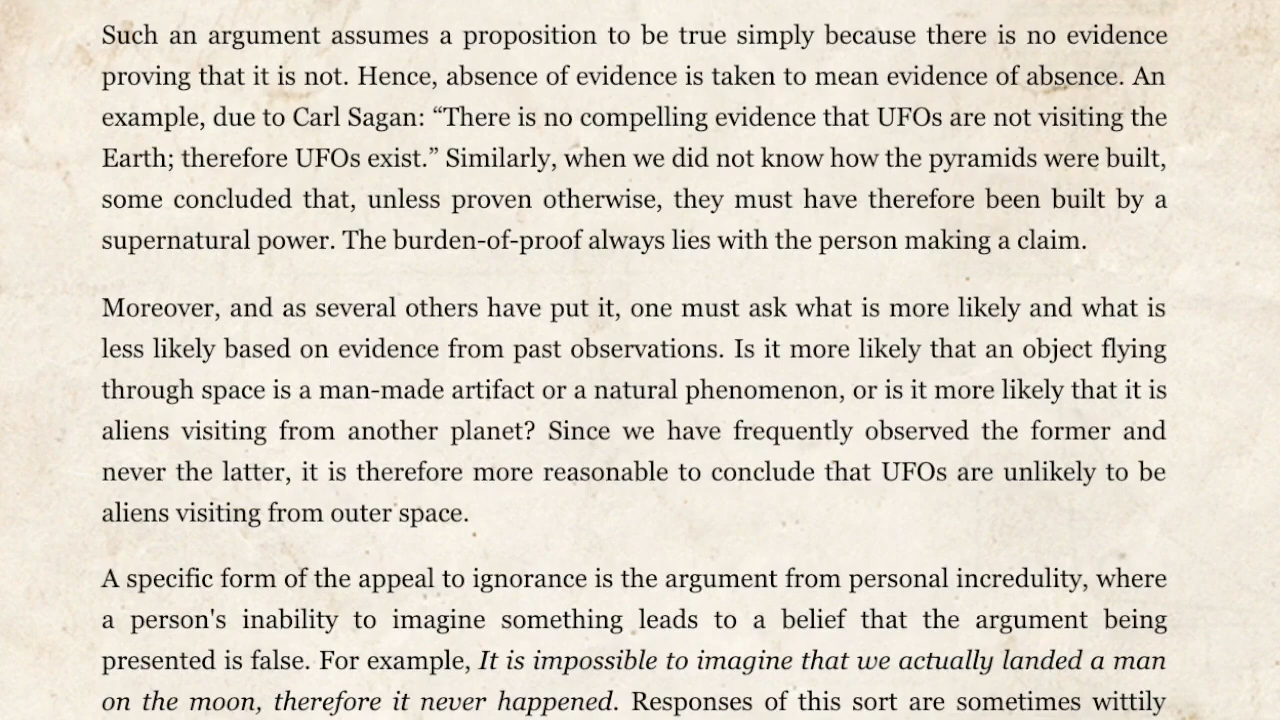 Such an argument assumes a proposition to be true simply because there is no evidence
proving that it is not. Hence, absence of evidence is taken to mean evidence of absence. An
example, due to Carl Sagan: “There is no compelling evidence that UFOs are not visiting the
Earth; therefore UFOs exist.” Similarly, when we did not know how the pyramids were built,
some concluded that, unless proven otherwise, they must have therefore been built by a
supernatural power. The burden-of-proof always lies with the person making a claim.
Moreover, and as several others have put it, one must ask what is more likely and what is
less likely based on evidence from past observations. Is it more likely that an object flying
through space is a man-made artifact or a natural phenomenon, or is it more likely that it is
aliens visiting from another planet? Since we have frequently observed the former and
never the latter, it is therefore more reasonable to conclude that UFOs are unlikely to be
aliens visiting from outer space.
A specific form of the appeal to ignorance is the argument from personal incredulity, where
a person's inability to imagine something leads to a belief that the argument being
presented is false. For example, It is impossible to imagine that we actually landed a man
on the moon, therefore it never happened. Responses of this sort are sometimes wittily